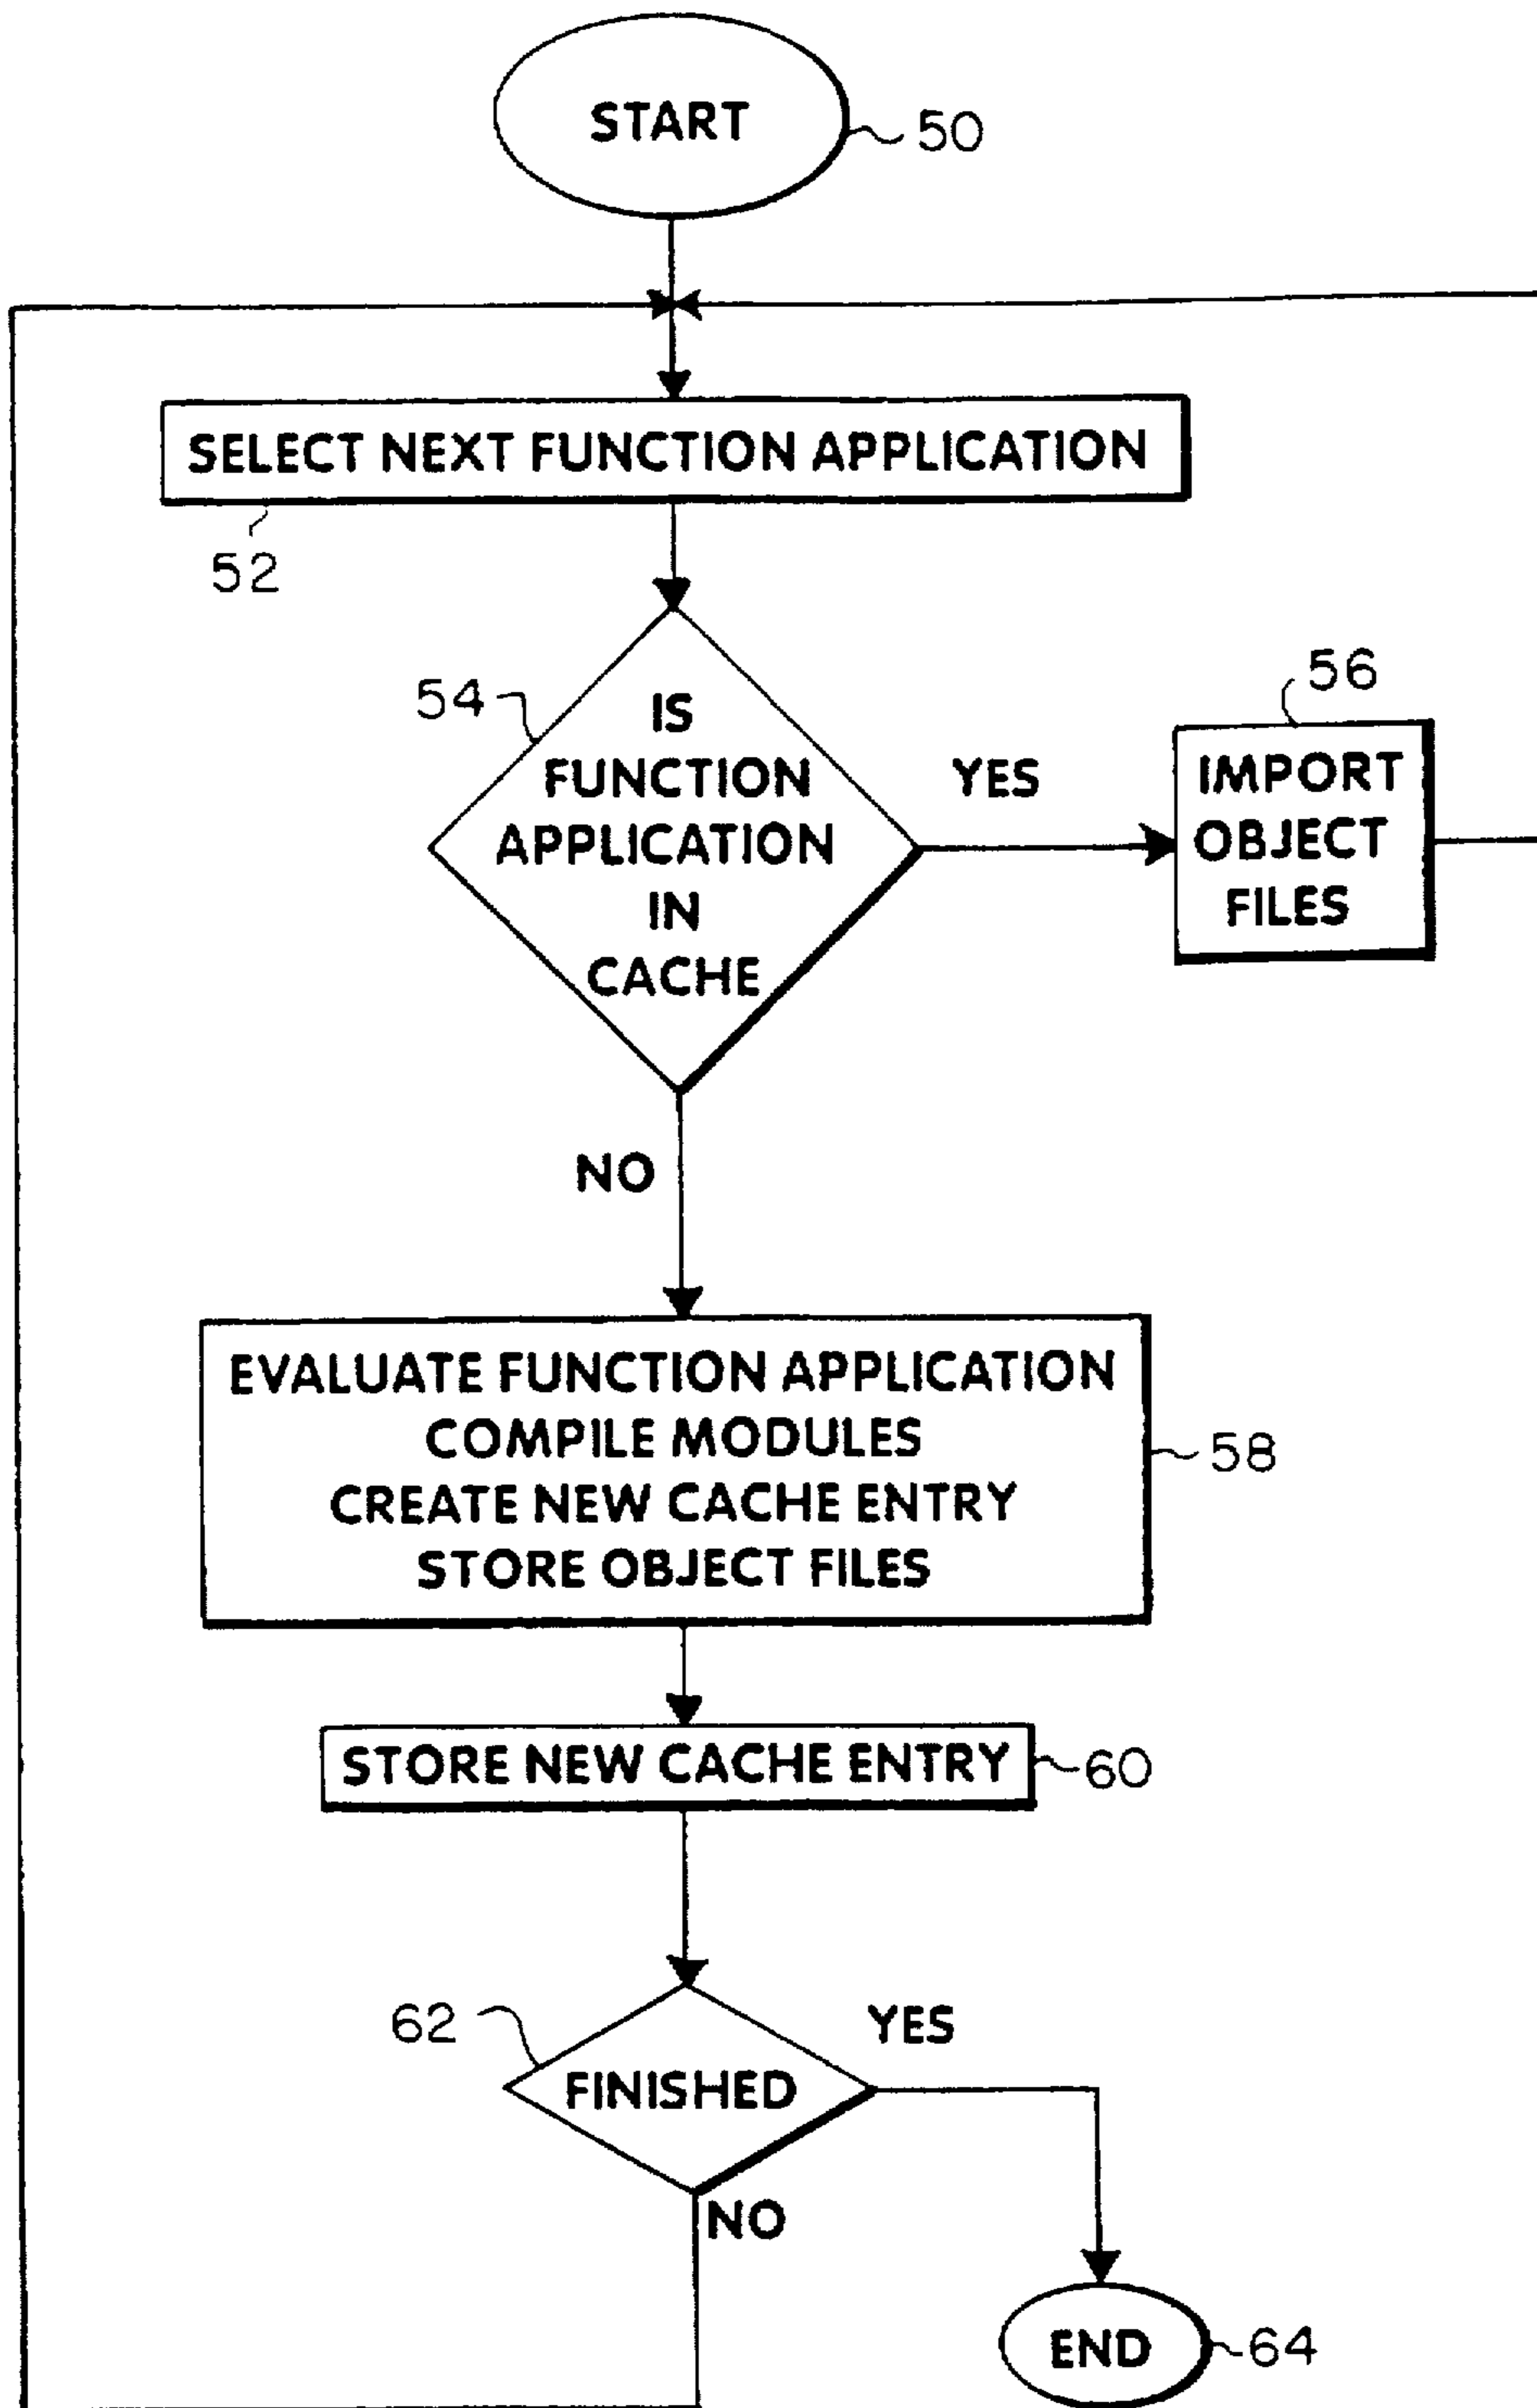 START
50
SELECT NEXT FUNCTION APPLICATION
52
54
IS
FUNCTION
APPLICATION
IN
CACHE
YES
56
IMPORT
OBJECT
FILES
NO
EVALUATE FUNCTION APPLICATION
COMPILE MODULES
CREATE NEW CACHE ENTRY
STORE OBJECT FILES
58
STORE NEW CACHE ENTRY
60
62
FINISHED
YES
NO
END
64